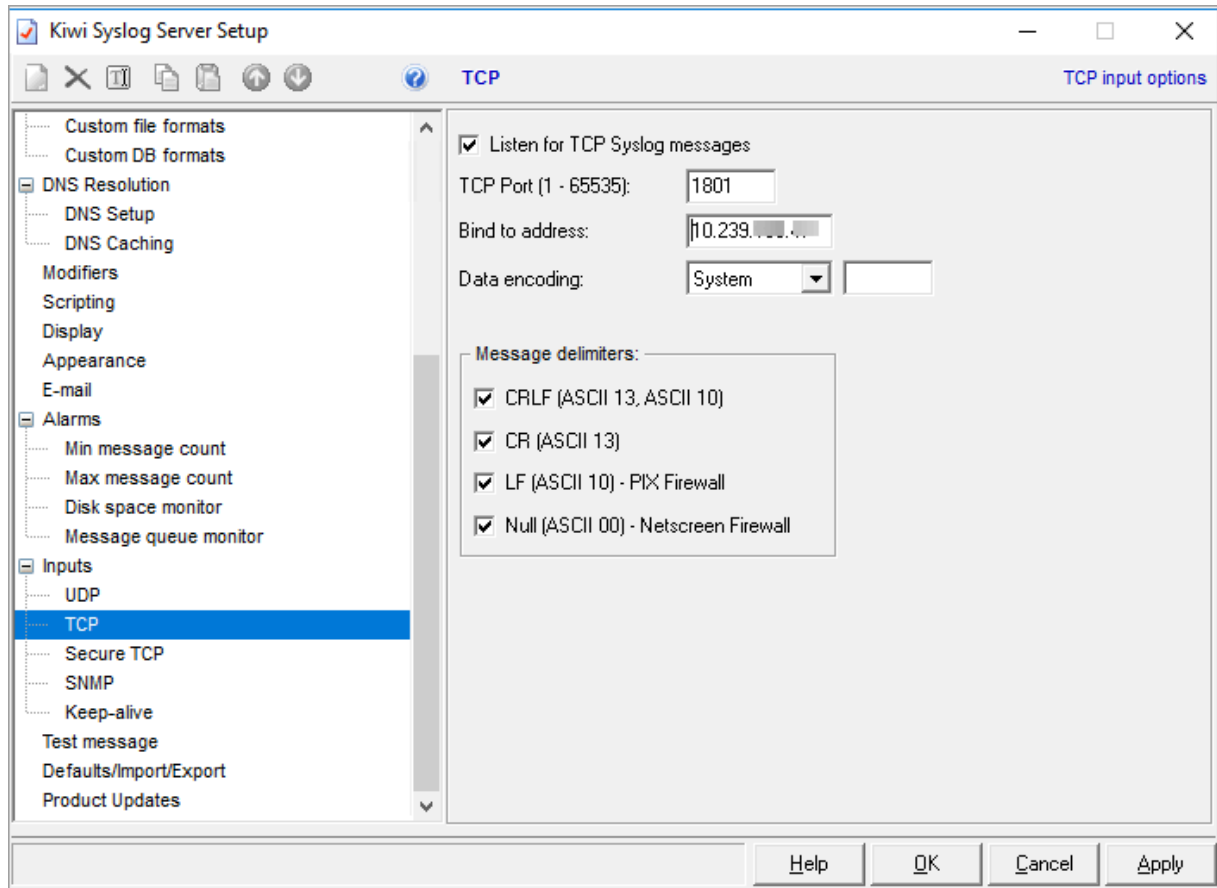 Kiwi Syslog Server Setup
TCP
TCP input options
Custom file formats
Custom DB formats
DNS Resolution
DNS Setup
DNS Caching
Modifiers
Scripting
Display
Appearance
E-mail
Alarms
Min message count
Max message count
Disk space monitor
Message queue monitor
Inputs
UDP
TCP
Secure TCP
SNMP
Keep-alive
Test message
Defaults/Import/Export
Product Updates
Listen for TCP Syslog messages
TCP Port (1 - 65535): 1801
Bind to address: 10.239.
Data encoding: System
Message delimiters:
CRLF (ASCII 13, ASCII 10)
CR (ASCII 13)
LF (ASCII 10) - PIX Firewall
Null (ASCII 00) - Netscreen Firewall
Help OK Cancel Apply